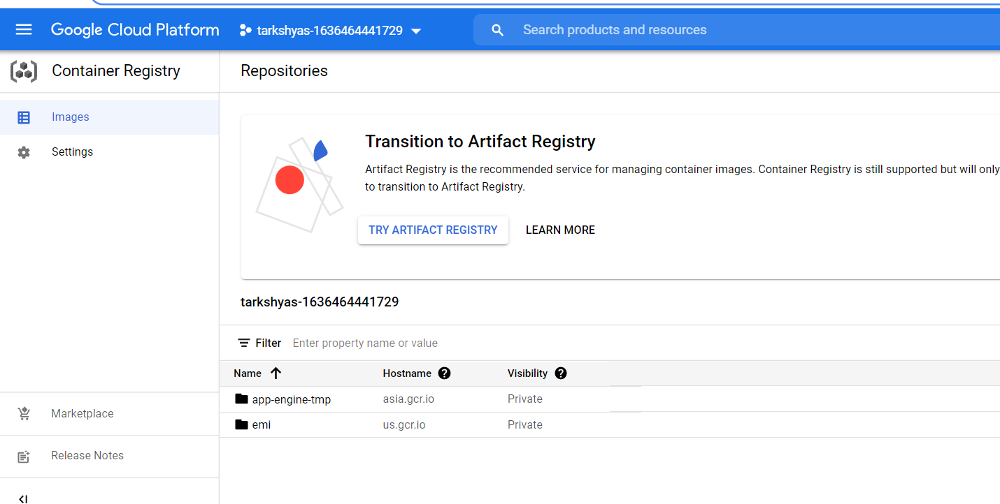 Google Cloud Platform
tarkshyas-1636464441729
Search products and resources
Container Registry
Repositories
Images
Settings
Transition to Artifact Registry
Artifact Registry is the recommended service for managing container images. Container Registry is still supported but will only
to transition to Artifact Registry.
TRY ARTIFACT REGISTRY
LEARN MORE
tarkshyas-1636464441729
Filter Enter property name or value
Name Hostname Visibility
app-engine-tmp asia.gcr.io Private
emi us.gcr.io Private
Marketplace
Release Notes